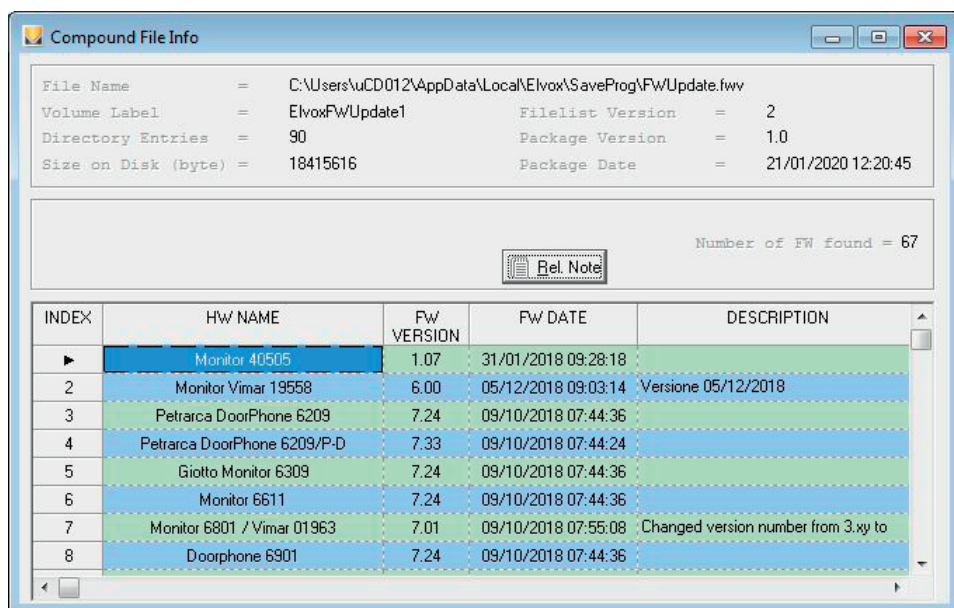 Compound File Info
File Name = C:\Users\uCD012\AppData\Local\Elvox\SaveProg\FWUpdate.fwv
Volume Label = ElvoxFWUpdate1 Filelist Version = 2
Directory Entries = 90 Package Version = 1.0
Size on Disk (byte) = 18415616 Package Date = 21/01/2020 12:20:45
Number of FW found = 67
Rel. Note
INDEX HW NAME FW VERSION FW DATE DESCRIPTION
Monitor 40505 1.07 31/01/2018 09:28:18
2 Monitor Vimar 19558 6.00 05/12/2018 09:03:14 Versione 05/12/2018
3 Petrarca DoorPhone 6209 7.24 09/10/2018 07:44:36
4 Petrarca DoorPhone 6209/P-D 7.33 09/10/2018 07:44:24
5 Giotto Monitor 6309 7.24 09/10/2018 07:44:36
6 Monitor 6611 7.24 09/10/2018 07:44:36
7 Monitor 6801 / Vimar 01963 7.01 09/10/2018 07:55:08 Changed version number from 3.xy to
8 Doorphone 6901 7.24 09/10/2018 07:44:36